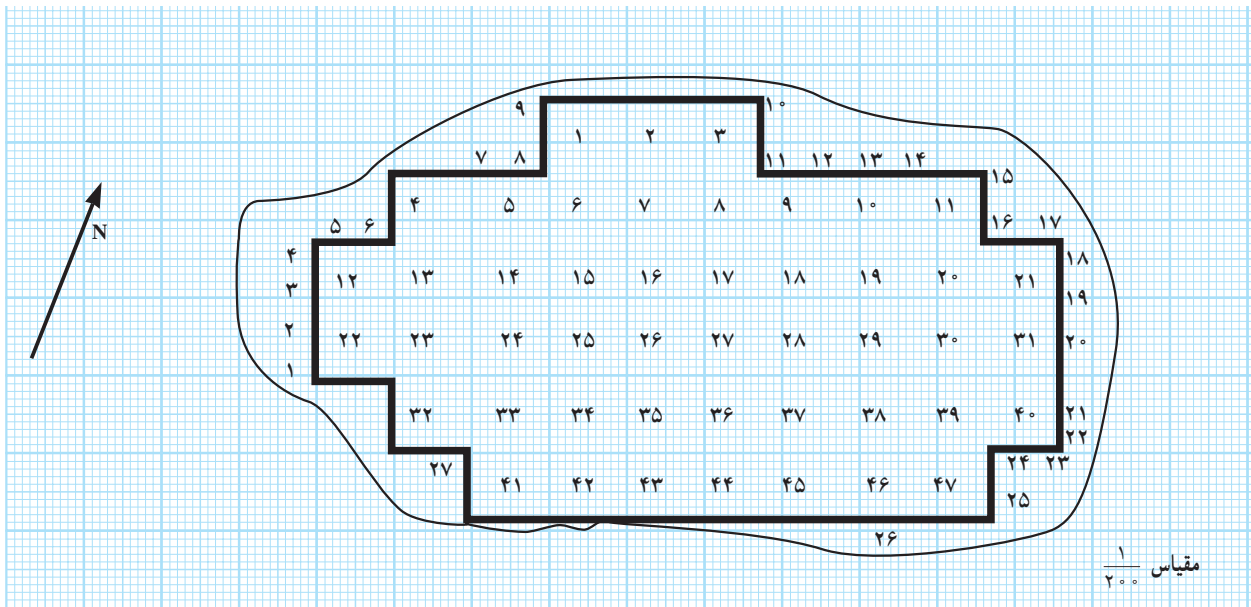 ۹ ۱۰
۱ ۲ ۳
۷ ۸ ۱۱ ۱۲ ۱۳ ۱۴
۱۵
۴ ۵ ۶ ۷ ۸ ۹ ۱۰ ۱۱
۵ ۶ ۱۶ ۱۷
N
۴ ۱۸
۱۲ ۱۳ ۱۴ ۱۵ ۱۶ ۱۷ ۱۸ ۱۹ ۲۰ ۲۱
۳ ۱۹
۲ ۲۲ ۲۳ ۲۴ ۲۵ ۲۶ ۲۷ ۲۸ ۲۹ ۳۰ ۳۱ ۲۰
۱
۳۲ ۳۳ ۳۴ ۳۵ ۳۶ ۳۷ ۳۸ ۳۹ ۴۰ ۲۱
۲۲
۲۷ ۲۴ ۲۳
۴۱ ۴۲ ۴۳ ۴۴ ۴۵ ۴۶ ۴۷ ۲۵
۲۶
مقیاس ۱/۲۰۰